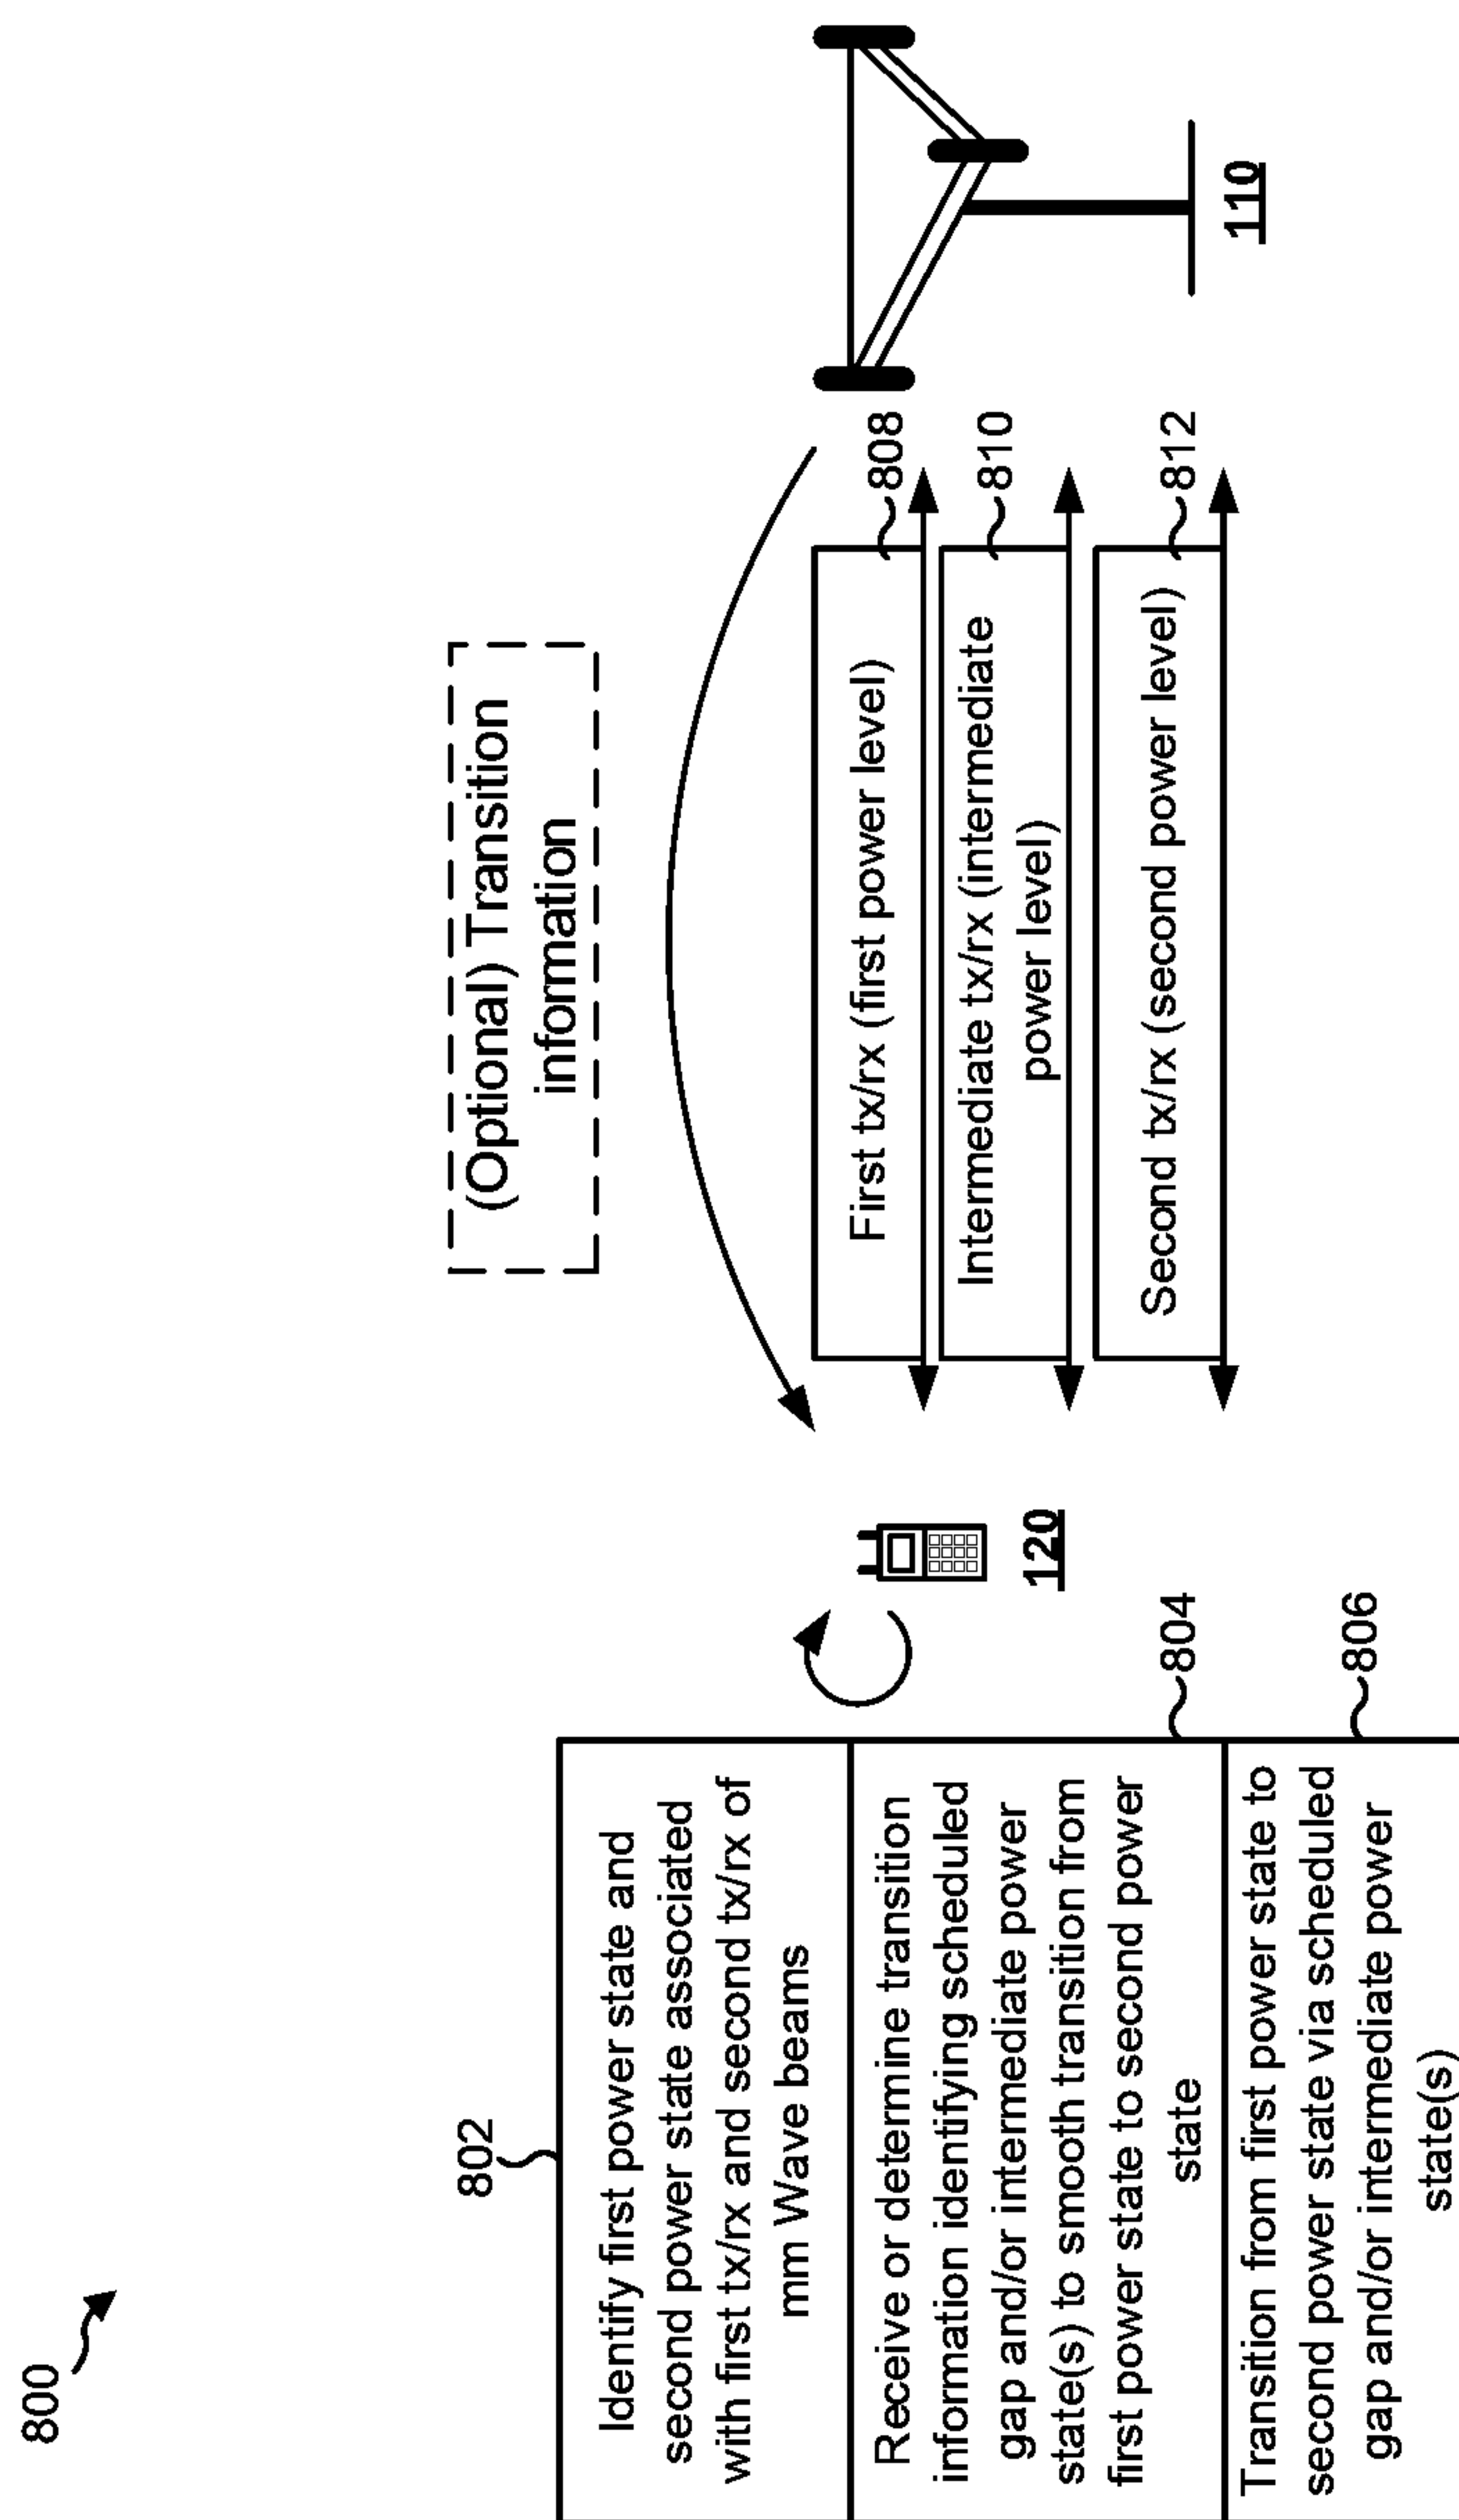 800
802
Identify first power state and
second power state associated
with first tx/rx and second tx/rx of
mm Wave beams
Receive or determine transition
information identifying scheduled
gap and/or intermediate power
state(s) to smooth transition from
first power state to second power
state
804
Transition from first power state to
second power state via scheduled
gap and/or intermediate power
state(s)
806
120
(Optional) Transition
information
First tx/rx (first power level)
808
Intermediate tx/rx (intermediate
power level)
810
Second tx/rx (second power level)
812
110